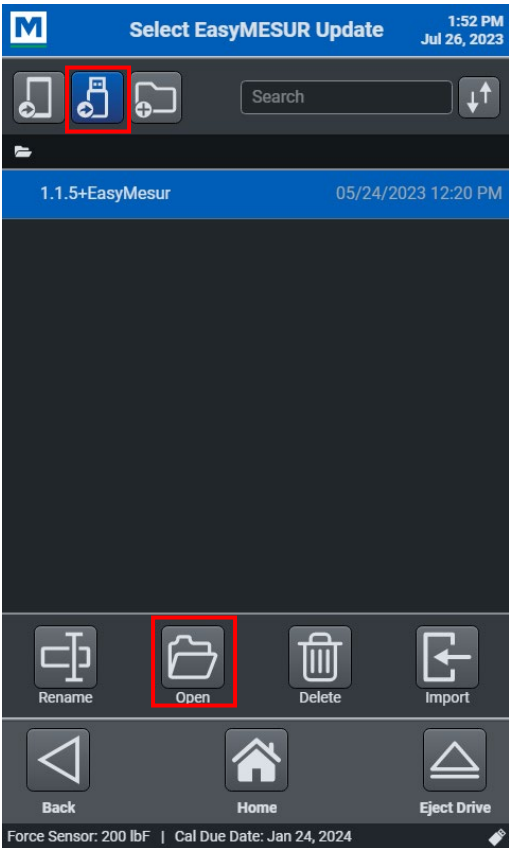 M
Select EasyMESUR Update
1:52 PM
Jul 26, 2023
Search
1.1.5+EasyMesur 05/24/2023 12:20 PM
Rename Open Delete Import
Back Home Eject Drive
Force Sensor: 200 lbF | Cal Due Date: Jan 24, 2024